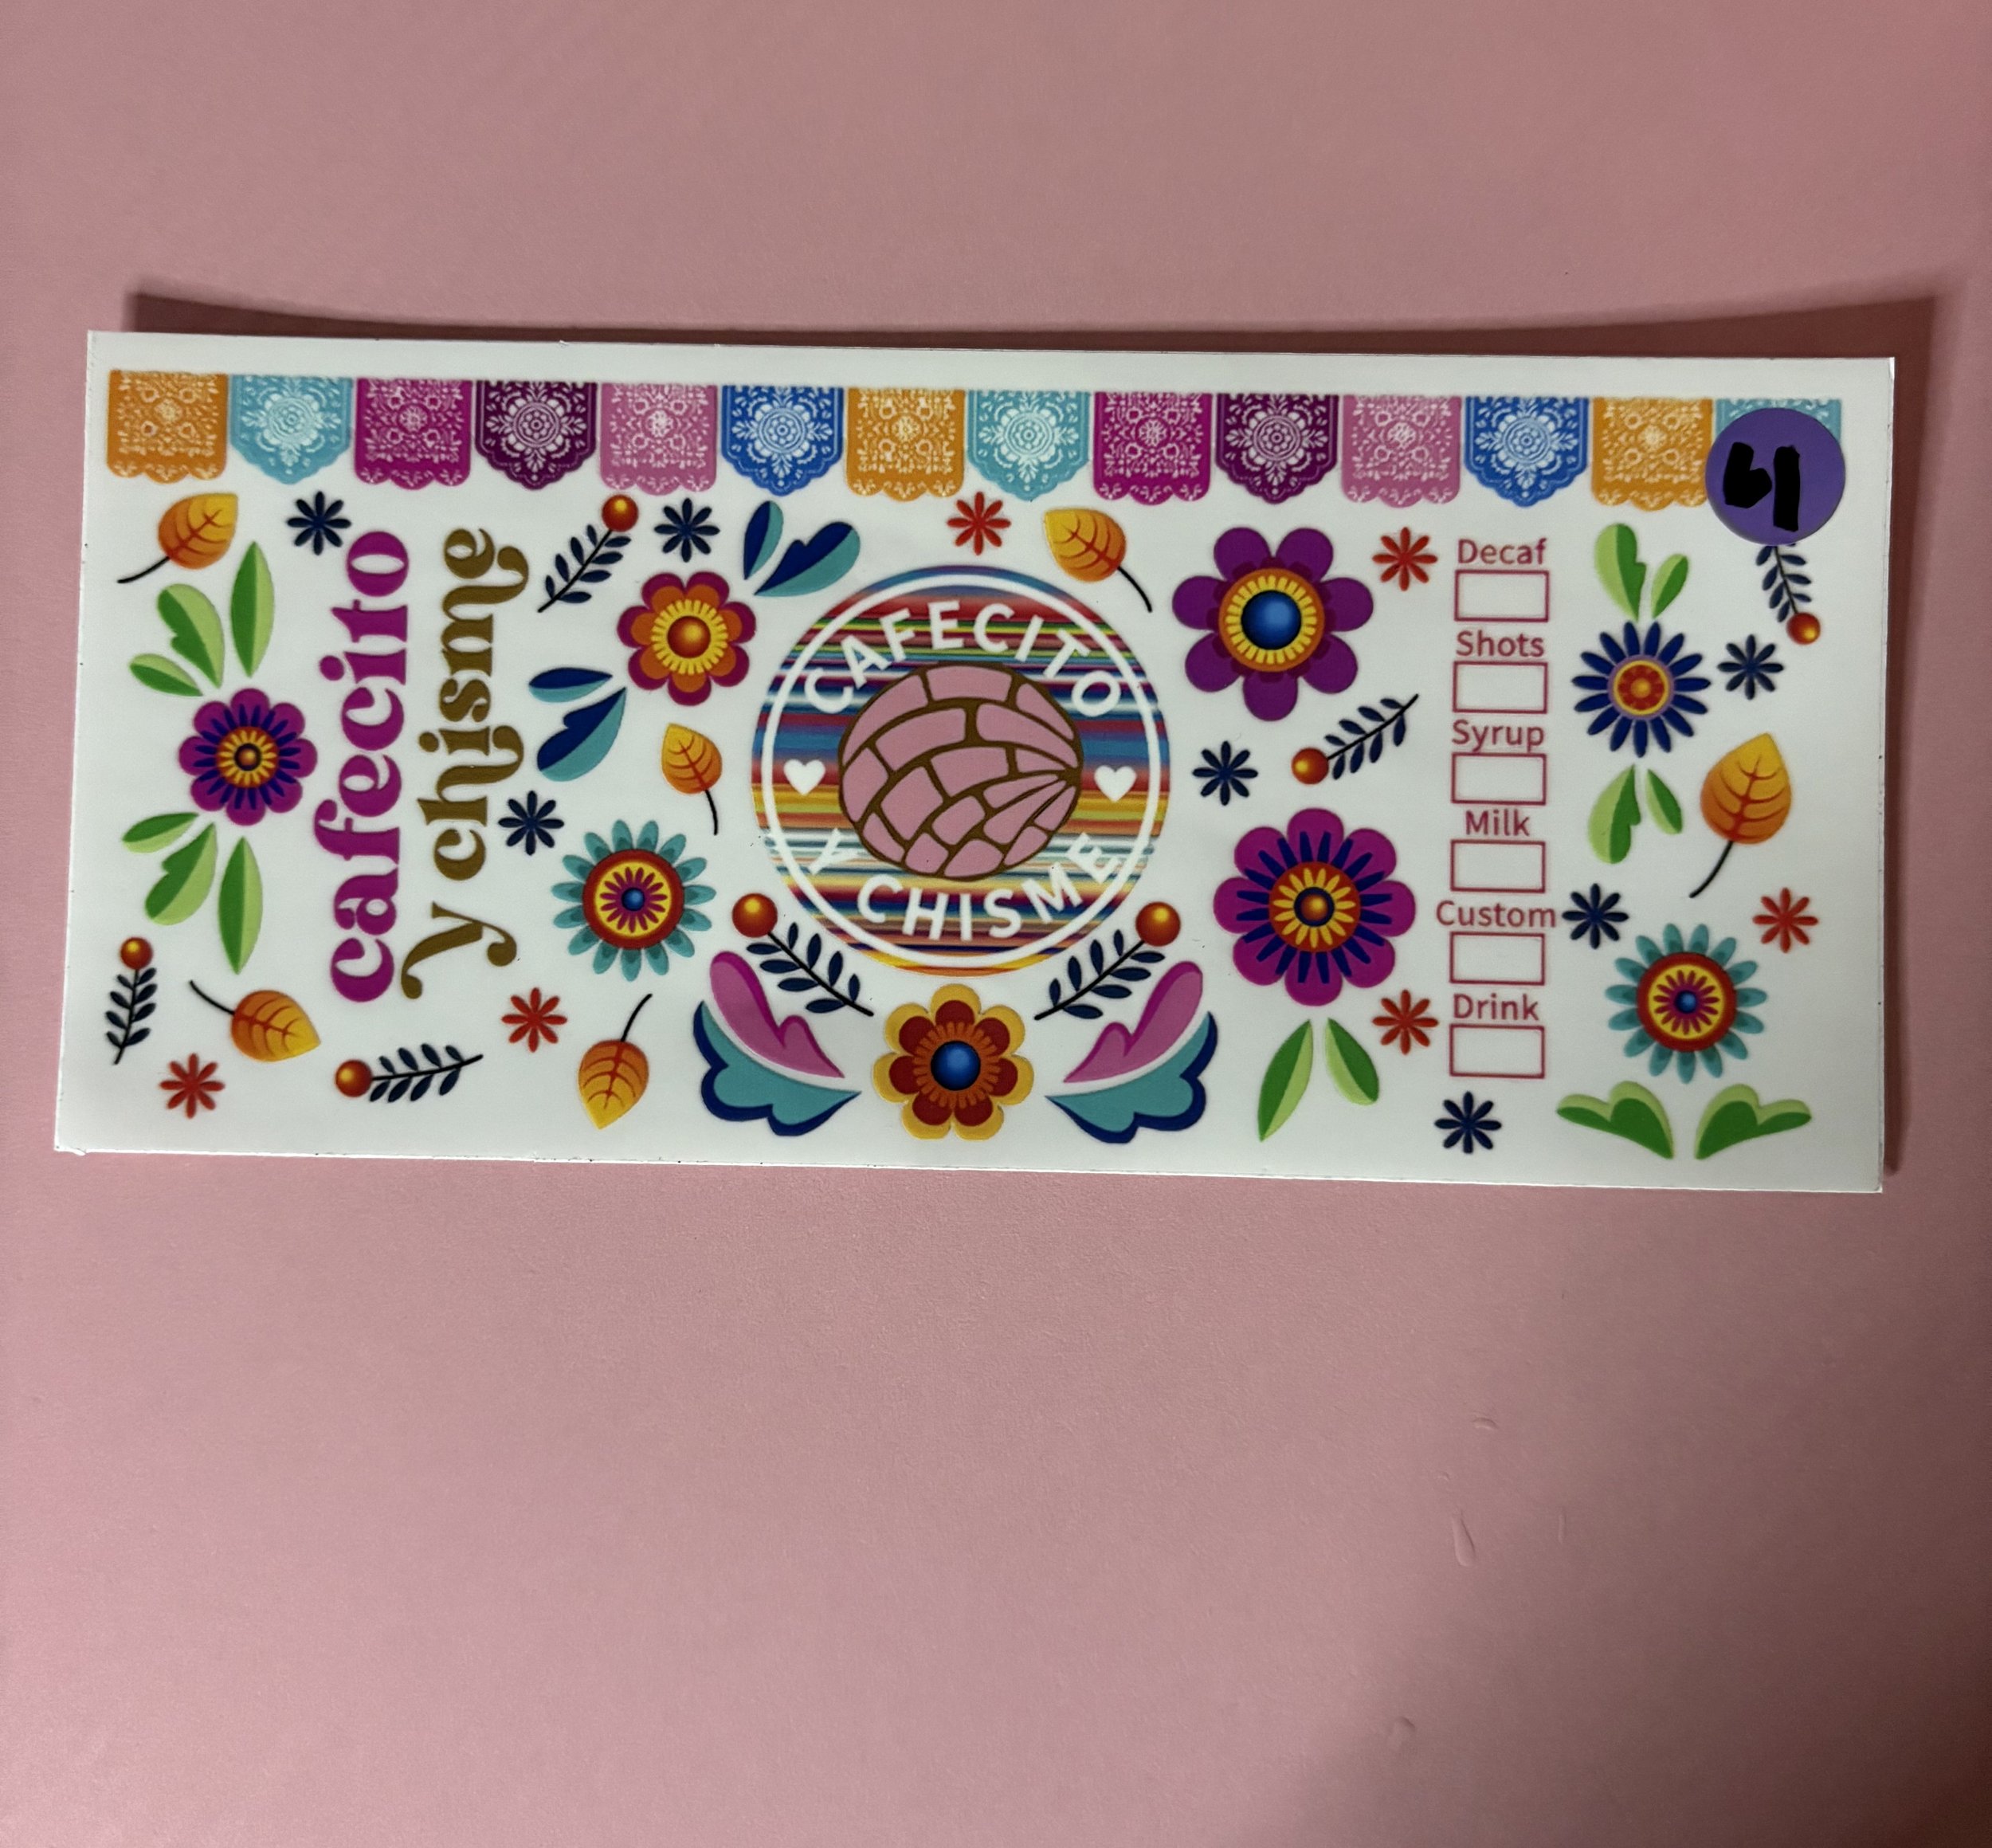 cafecito
y chisme
CAFECITO
Y CHISME
Decaf
Shots
Syrup
Milk
Custom
Drink